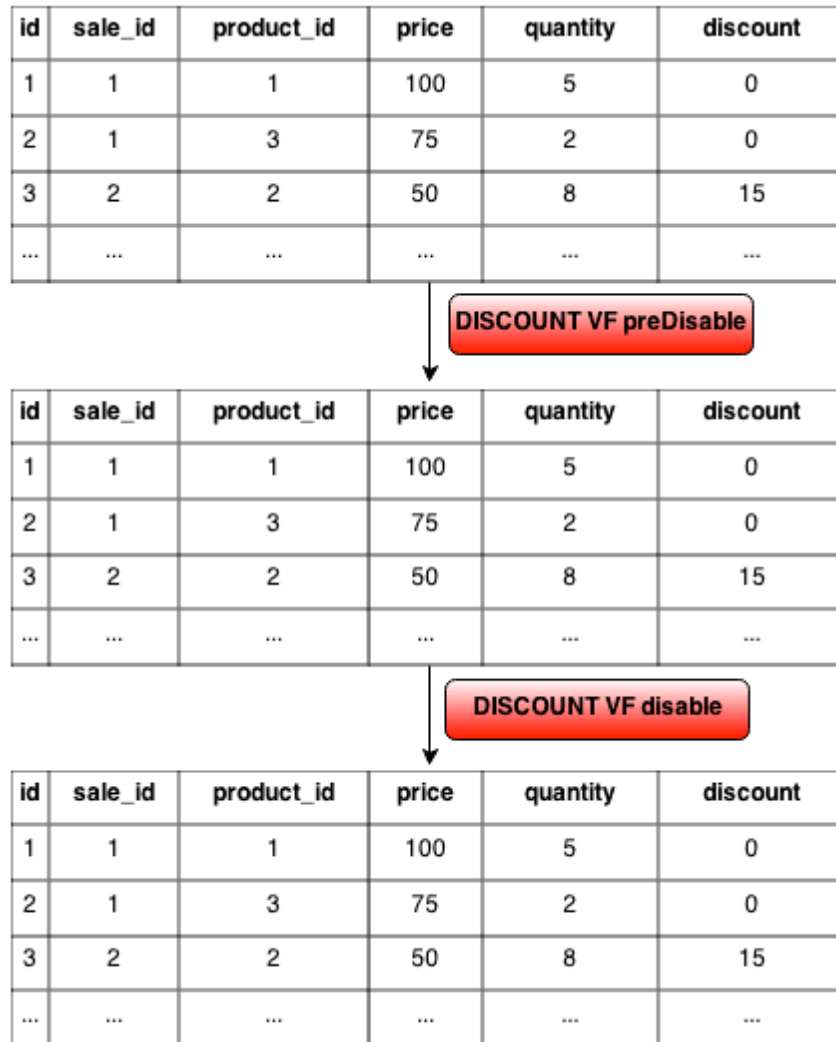 id sale_id product_id price quantity discount
1 1 1 100 5 0
2 1 3 75 2 0
3 2 2 50 8 15
... ... ... ... ... ...
DISCOUNT VF preDisable
id sale_id product_id price quantity discount
1 1 1 100 5 0
2 1 3 75 2 0
3 2 2 50 8 15
... ... ... ... ... ...
DISCOUNT VF disable
id sale_id product_id price quantity discount
1 1 1 100 5 0
2 1 3 75 2 0
3 2 2 50 8 15
... ... ... ... ... ...